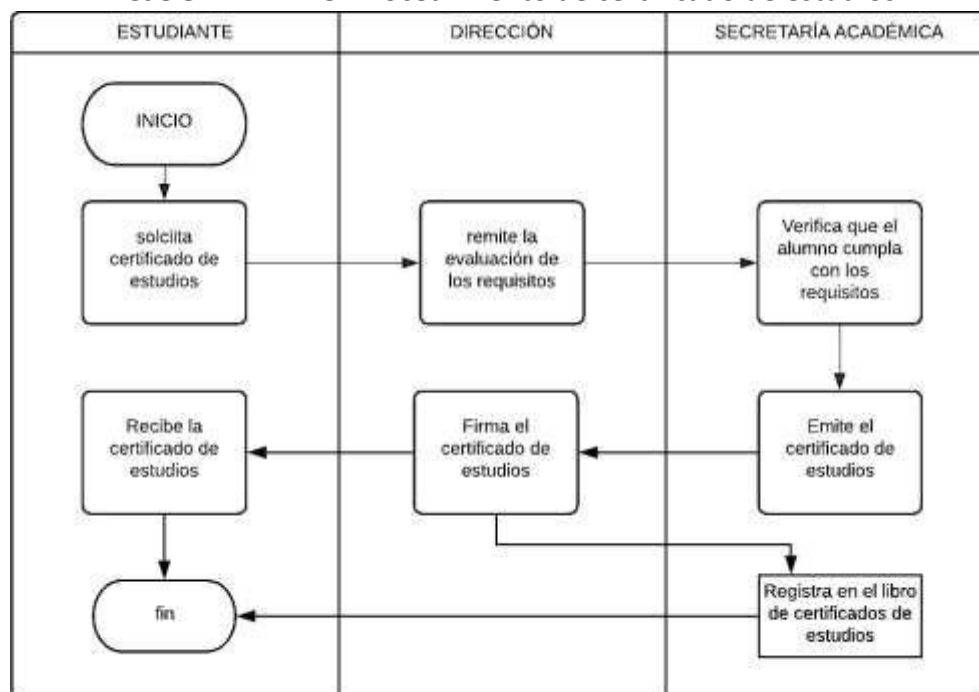 ESTUDIANTE
DIRECCIÓN
SECRETARÍA ACADÉMICA
INICIO
solciita
certificado de
estudios
remite la
evaluación de
los requisitos
Verifica que el
alumno cumpla
con los
requisitos
Recibe la
certificado de
estudios
Firma el
certificado de
estudios
Emite el
certificado de
estudios
fin
Registra en el libro
de certificados de
estudios